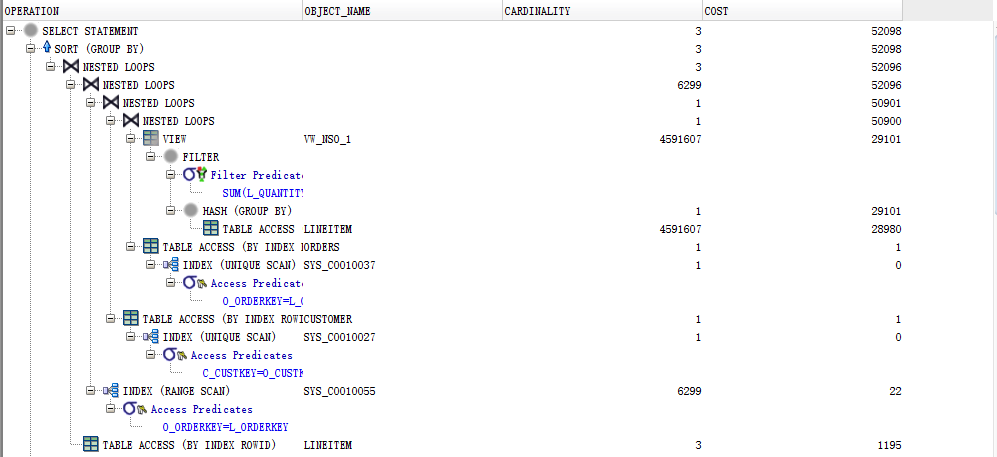 OPERATION OBJECT_NAME CARDINALITY COST
SELECT STATEMENT 3 52098
SORT (GROUP BY) 3 52098
NESTED LOOPS 3 52096
NESTED LOOPS 6299 52096
NESTED LOOPS 1 50901
NESTED LOOPS 1 50900
VIEW VW_NSO_1 4591607 29101
FILTER
Filter Predicate
SUM(L_QUANTITY
HASH (GROUP BY) 1 29101
TABLE ACCESS LINEITEM 4591607 28980
TABLE ACCESS (BY INDEX ORDERS 1 1
INDEX (UNIQUE SCAN) SYS_C0010037 1 0
Access Predicate
O_ORDERKEY=L_O
TABLE ACCESS (BY INDEX ROWI CUSTOMER 1 1
INDEX (UNIQUE SCAN) SYS_C0010027 1 0
Access Predicates
C_CUSTKEY=O_CUSTK
INDEX (RANGE SCAN) SYS_C0010055 6299 22
Access Predicates
O_ORDERKEY=L_ORDERKEY
TABLE ACCESS (BY INDEX ROWID) LINEITEM 3 1195